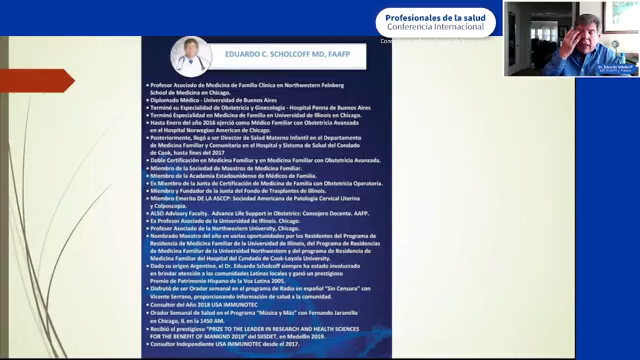 Profesionales de la salud
Conferencia Internacional
EDUARDO C. SCHOLCOFF MD, FAAFP
• Profesor Asociado de Medicina de Familia Clínica en Northwestern Feinberg
School de Medicina en Chicago.
• Diplomado Médico - Universidad de Buenos Aires
• Terminó su Especialidad de Obstetricia y Ginecología - Hospital Penna de Buenos Aires
• Terminó Especialidad en Medicina de Familia en Universidad de Illinois en Chicago.
• Hasta Enero del año 2016 ejerció como Médico Familiar con Obstetricia Avanzada
en el Hospital Norwegian American de Chicago.
• Posteriormente, llegó a ser Director de Salud Materno Infantil en el Departamento
de Medicina Familiar y Comunitaria en el Hospital y Sistema de Salud del Condado
de Cook, hasta fines del 2017
• Doble Certificación en Medicina Familiar y en Medicina Familiar con Obstetricia Avanzada.
• Miembro de la Sociedad de Maestros de Medicina Familiar.
• Miembro de la Academia Estadounidense de Médicos de Familia.
• Ex Miembro de la Junta de Certificación de Medicina de Familia con Obstetricia Operatoria.
• Miembro y Fundador de la Junta del Fondo de Trasplantes de Illinois.
• Miembro Emerito DE LA ASCCP: Sociedad Americana de Patología Cervical Uterina
y Colposcopia.
• ALSO Advisory Faculty. Advance Life Support in Obstetrics: Consejero Docente. AAFP.
• Ex Profesor Asociado de la Universidad de Illinois. Chicago.
• Profesor Asociado de la Northwestern University, Chicago.
• Nombrado Maestro del año en varias oportunidades por los Residentes del Programa de
Residencia de Medicina Familiar de la Universidad de Illinois, del Programa de Residencias
de Medicina Familiar de la Universidad Northwestern y del programa de Residencia
Medicina Familiar del Hospital del Condado de Cook-Loyola University.
• Dado su origen Argentino, el Dr. Eduardo Scholcoff siempre ha estado involucrado
en brindar atención a las comunidades Latinas locales y ganó un prestigioso
Premio de Patrimonio Hispano de la Voz Latina 2005.
• Disfrutó de ser Orador semanal en el programa de Radio en español "Sin Censura" con
Vicente Serrano, proporcionando información de salud a la comunidad.
• Consultor del Año 2018 USA IMMUNOTEC
• Orador Semanal de Salud en el Programa "Música y Más" con Fernando Jaramillo
en Chicago, IL en la 1450 AM.
• Recibió el prestigioso "PRIZE TO THE LEADER IN RESEARCH AND HEALTH SCIENCES
FOR THE BENEFIT OF MANKIND 2019" del SIISDET, en Medellin 2019.
• Consultor Independiente USA IMMUNOTEC desde el 2017.
Dr. Eduardo Scholcoff